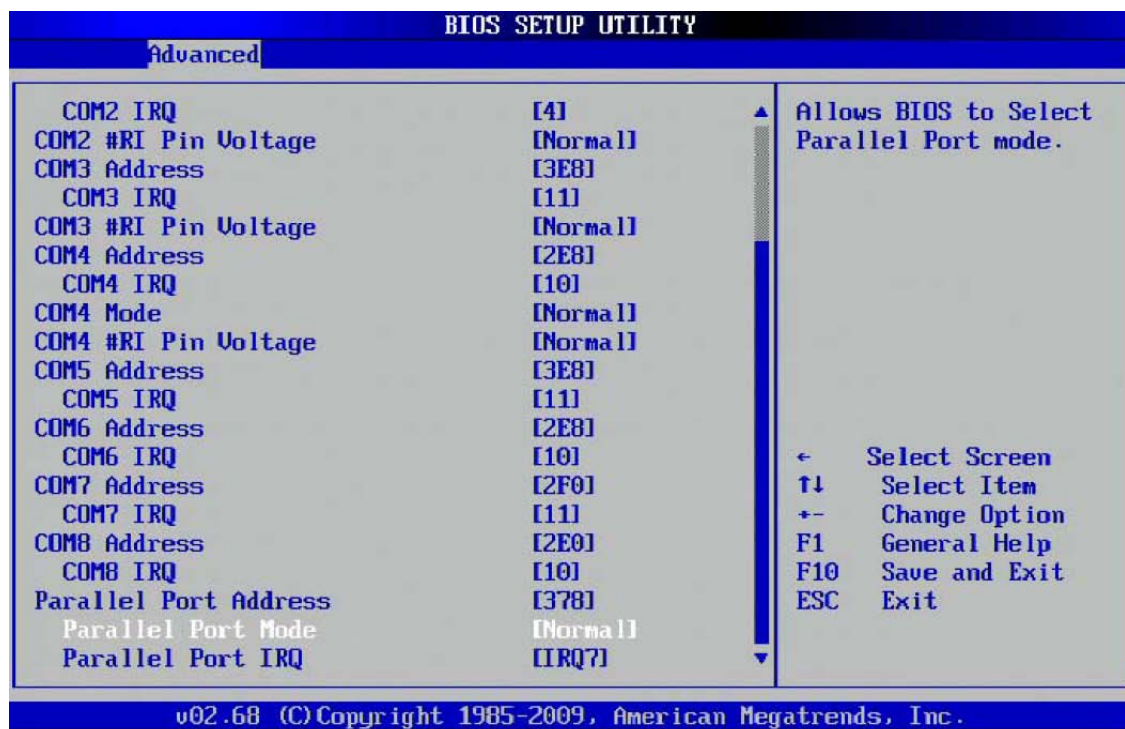 BIOS SETUP UTILITY
Advanced
COM2 IRQ [4]
COM2 #RI Pin Voltage [Normal]
COM3 Address [3E8]
COM3 IRQ [11]
COM3 #RI Pin Voltage [Normal]
COM4 Address [2E8]
COM4 IRQ [10]
COM4 Mode [Normal]
COM4 #RI Pin Voltage [Normal]
COM5 Address [3E8]
COM5 IRQ [11]
COM6 Address [2E8]
COM6 IRQ [10]
COM7 Address [2F0]
COM7 IRQ [11]
COM8 Address [2E0]
COM8 IRQ [10]
Parallel Port Address [378]
Parallel Port Mode [Normal]
Parallel Port IRQ [IRQ7]
Allows BIOS to Select
Parallel Port mode.
← Select Screen
↑↓ Select Item
+- Change Option
F1 General Help
F10 Save and Exit
ESC Exit
v02.68 (C)Copyright 1985-2009, American Megatrends, Inc.